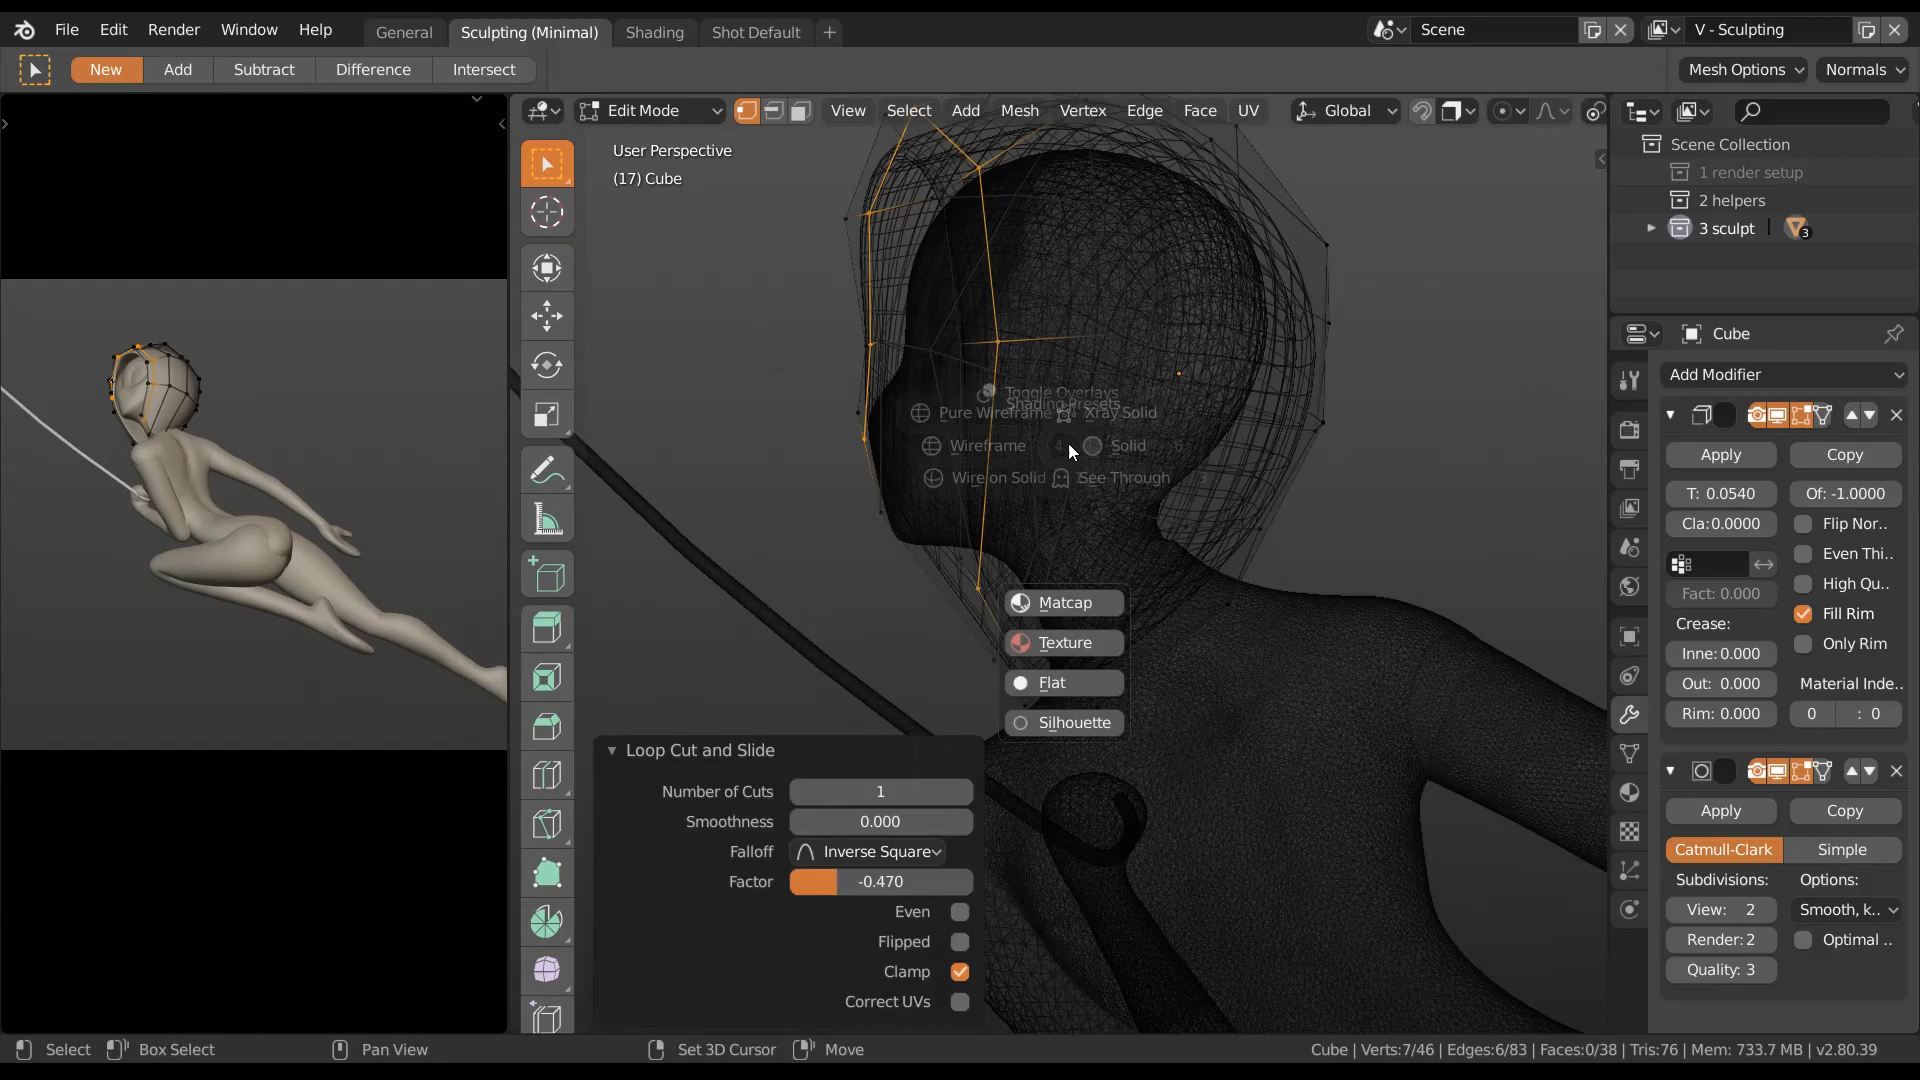 File Edit Render Window Help General Sculpting (Minimal) Shading Shot Default + Scene V - Sculpting
New Add Subtract Difference Intersect Mesh Options Normals
Edit Mode View Select Add Mesh Vertex Edge Face UV Global
User Perspective
(17) Cube
Scene Collection
1 render setup
2 helpers
3 sculpt 3
Cube
Add Modifier
Toggle Overlays
Shading Presets
Pure Wireframe Xray Solid
Wireframe 4 Solid 6
Wire on Solid See Through 3
Matcap
Texture
Flat
Silhouette
Apply Copy
T: 0.0540 Of: -1.0000
Cla:0.0000 Flip Nor..
Even Thi..
High Qu..
Fact: 0.000 Fill Rim
Crease: Only Rim
Inne: 0.000
Out: 0.000 Material Inde..
Rim: 0.000 0 : 0
Apply Copy
Catmull-Clark Simple
Subdivisions: Options:
View: 2 Smooth, k..
Render: 2 Optimal ..
Quality: 3
Loop Cut and Slide
Number of Cuts 1
Smoothness 0.000
Falloff Inverse Square
Factor -0.470
Even
Flipped
Clamp
Correct UVs
Select Box Select Pan View Set 3D Cursor Move Cube | Verts:7/46 | Edges:6/83 | Faces:0/38 | Tris:76 | Mem: 733.7 MB | v2.80.39